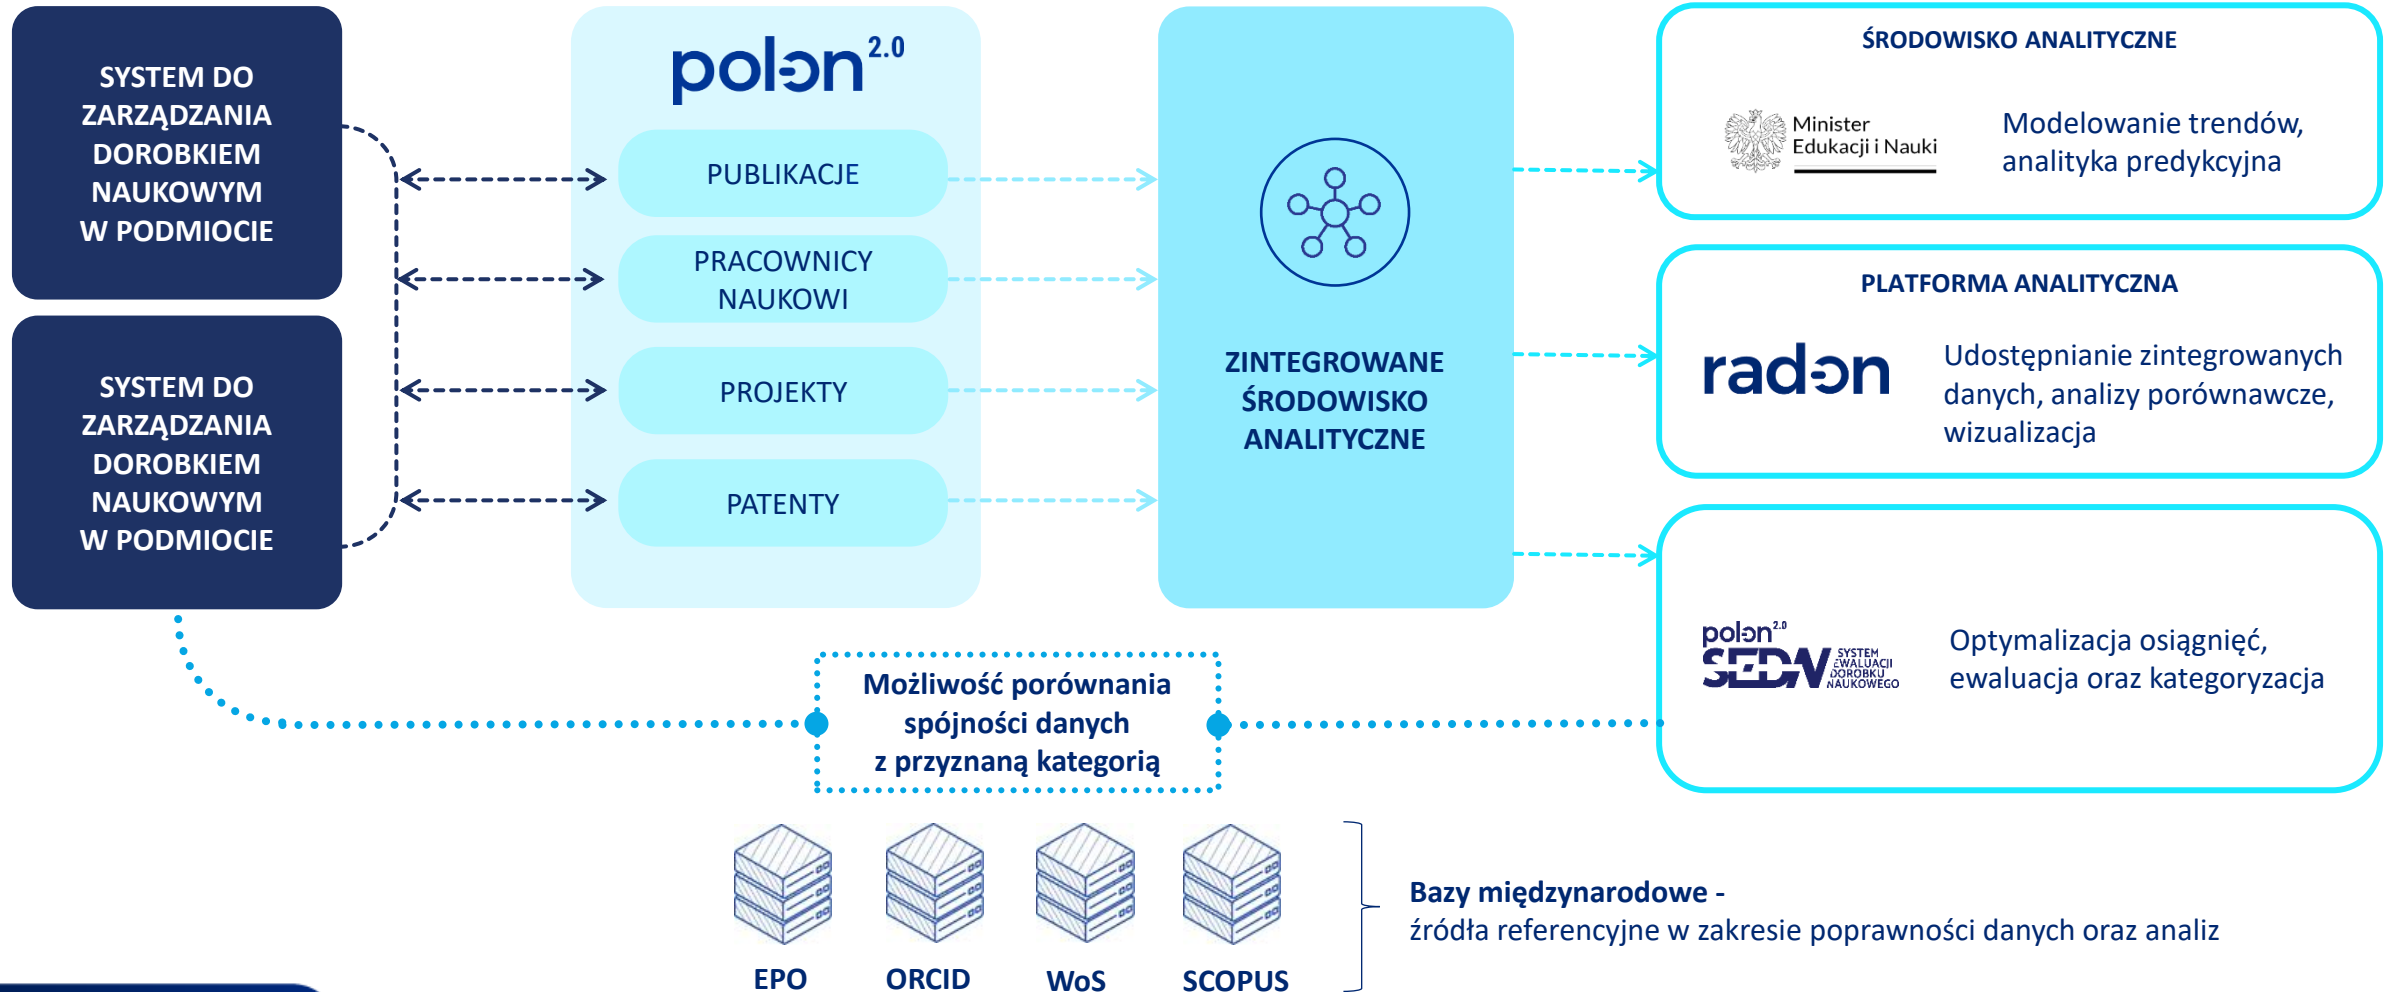 SYSTEM DO
ZARZĄDZANIA
DOROBKIEM
NAUKOWYM
W PODMIOCIE
SYSTEM DO
ZARZĄDZANIA
DOROBKIEM
NAUKOWYM
W PODMIOCIE
polon 2.0
PUBLIKACJE
PRACOWNICY
NAUKOWI
PROJEKTY
PATENTY
ZINTEGROWANE
ŚRODOWISKO
ANALITYCZNE
ŚRODOWISKO ANALITYCZNE
Minister
Edukacji i Nauki
Modelowanie trendów,
analityka predykcyjna
PLATFORMA ANALITYCZNA
radon
Udostępnianie zintegrowanych
danych, analizy porównawcze,
wizualizacja
polon 2.0
SEDN
SYSTEM
EWALUACJI
DOROBKU
NAUKOWEGO
Optymalizacja osiągnięć,
ewaluacja oraz kategoryzacja
Możliwość porównania
spójności danych
z przyznaną kategorią
EPO
ORCID
WoS
SCOPUS
Bazy międzynarodowe -
źródła referencyjne w zakresie poprawności danych oraz analiz